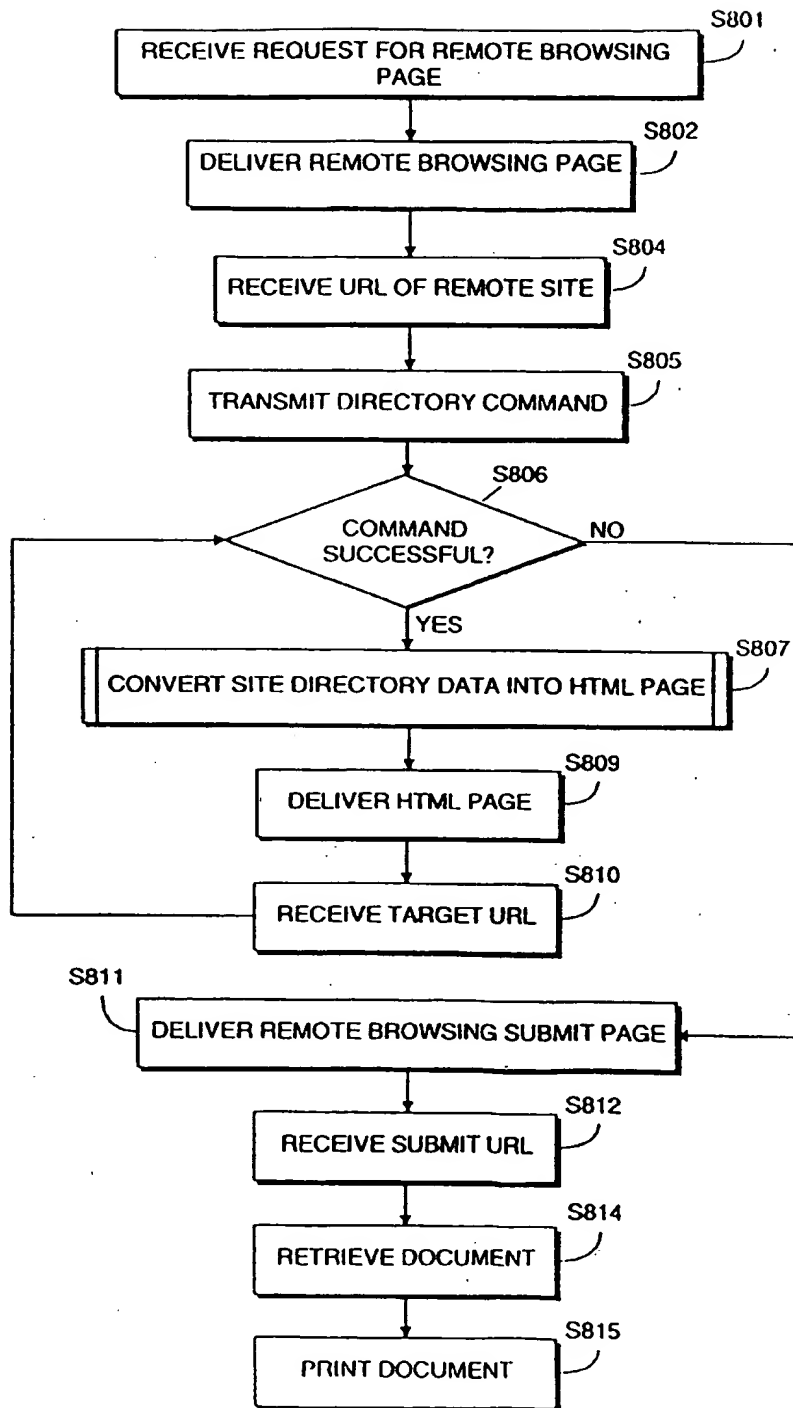 S801
RECEIVE REQUEST FOR REMOTE BROWSING
PAGE
S802
DELIVER REMOTE BROWSING PAGE
S804
RECEIVE URL OF REMOTE SITE
S805
TRANSMIT DIRECTORY COMMAND
S806
COMMAND
SUCCESSFUL?
NO
YES
S807
CONVERT SITE DIRECTORY DATA INTO HTML PAGE
S809
DELIVER HTML PAGE
S810
RECEIVE TARGET URL
S811
DELIVER REMOTE BROWSING SUBMIT PAGE
S812
RECEIVE SUBMIT URL
S814
RETRIEVE DOCUMENT
S815
PRINT DOCUMENT